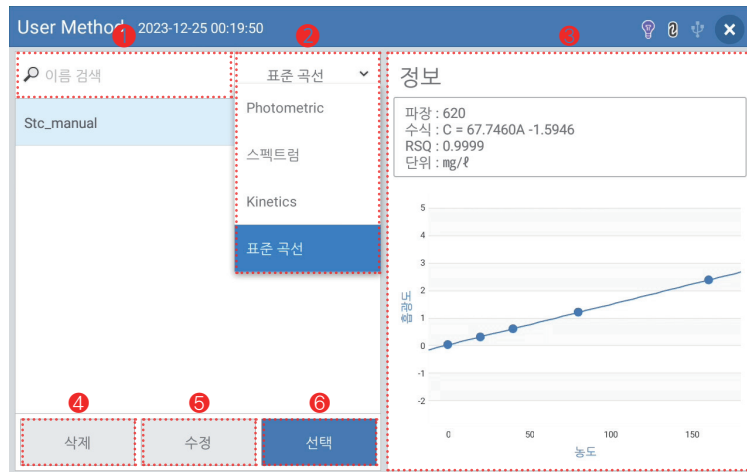 User Method 2023-12-25 00:19:50
1
2
3
이름 검색
표준 곡선
Stc_manual
Photometric
스펙트럼
Kinetics
표준 곡선
정보
파장 : 620
수식 : C = 67.7460A -1.5946
RSQ : 0.9999
단위 : ㎎/ℓ
5
4
3
2
1
0
-1
-2
흡광도
0 50 100 150
농도
4
5
6
삭제
수정
선택